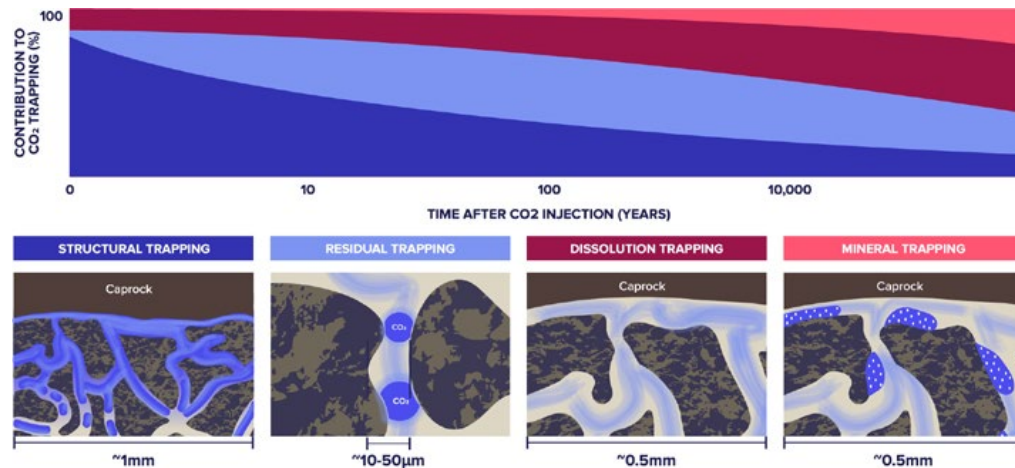 100
CONTRIBUTION TO
CO₂ TRAPPING (%)
0 10 100 10,000
TIME AFTER CO2 INJECTION (YEARS)
STRUCTURAL TRAPPING RESIDUAL TRAPPING DISSOLUTION TRAPPING MINERAL TRAPPING
Caprock
CO₂
CO₂
Caprock
Caprock
~1mm ~10-50μm ~0.5mm ~0.5mm